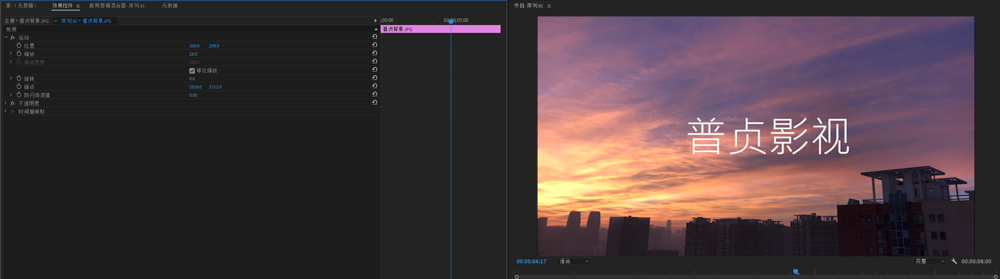 源:（无剪辑）
效果控件
音频剪辑混合器: 序列 01
元数据
主要 * 普贞背景.JPG
序列 01 * 普贞背景.JPG
:00:00
00:00:05:00
视频
普贞背景.JPG
fx 运动
位置 360.0 288.0
缩放 26.0
缩放宽度 100.0
等比缩放
旋转 0.0
锚点 2016.0 1512.0
防闪烁滤镜 0.00
fx 不透明度
fx 时间重映射
节目: 序列 01
普贞影视
00:00:04:17
适合
完整
00:00:08:00